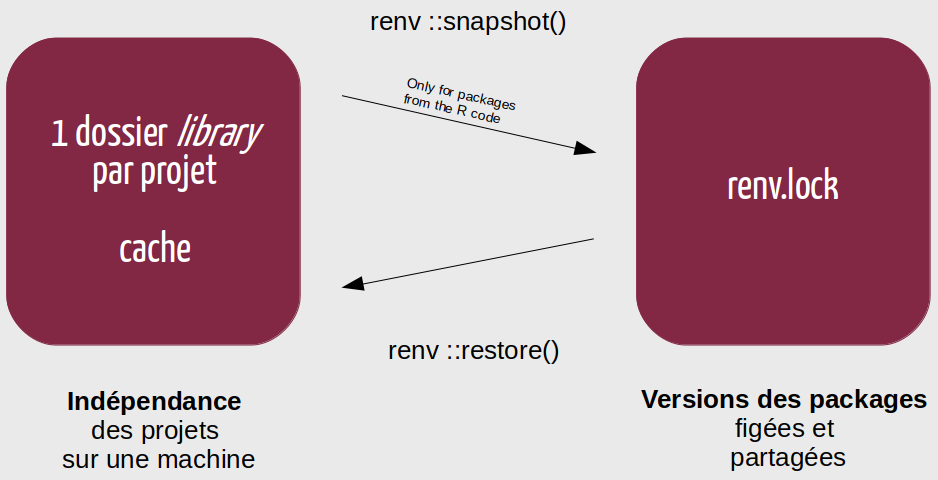 renv ::snapshot()
Only for packages
from the R code
1 dossier library
par projet
cache
renv.lock
renv ::restore()
Indépendance
des projets
sur une machine
Versions des packages
figées et
partagées